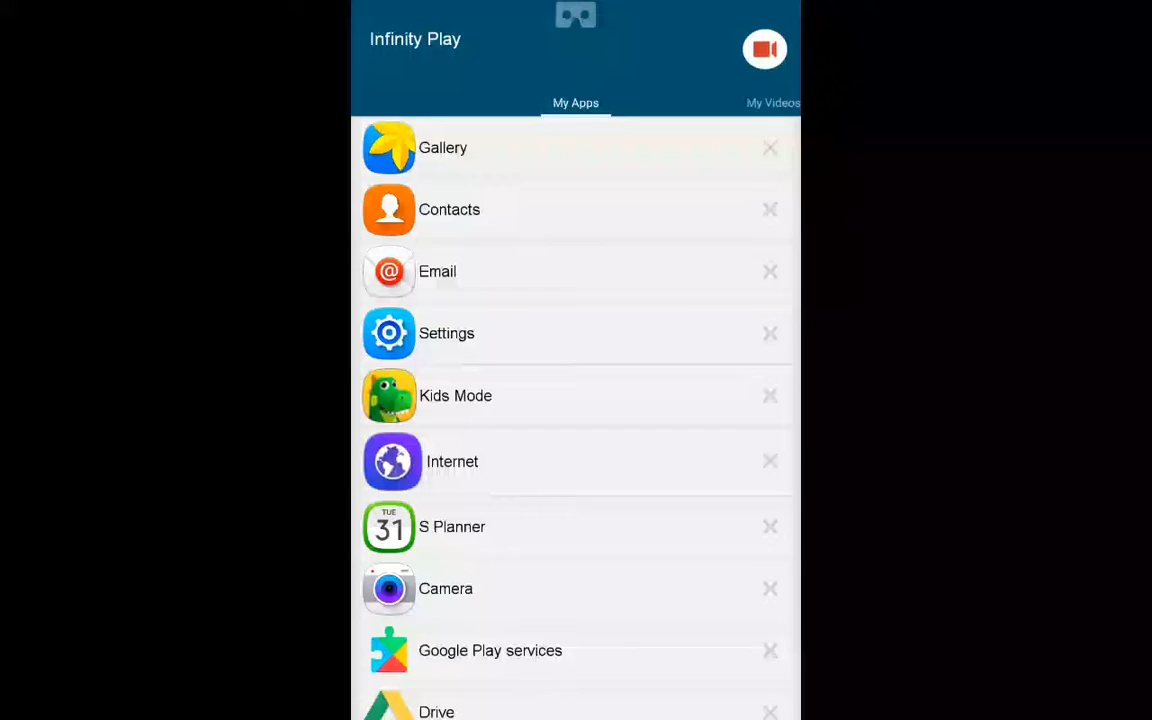 Infinity Play
My Apps
My Videos
Gallery
Contacts
@
Email
Settings
Kids Mode
Internet
TUE
31
S Planner
Camera
Google Play services
Drive